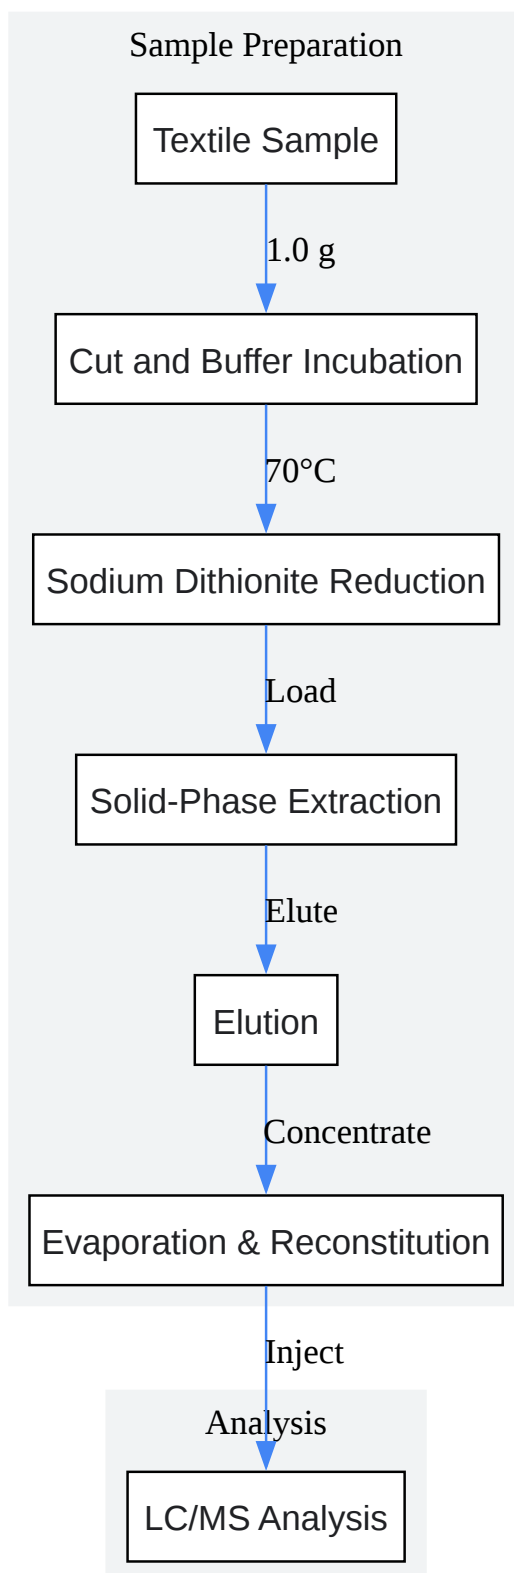 Sample Preparation
Textile Sample
1.0 g
Cut and Buffer Incubation
70°C
Sodium Dithionite Reduction
Load
Solid-Phase Extraction
Elute
Elution
Concentrate
Evaporation & Reconstitution
Inject
Analysis
LC/MS Analysis